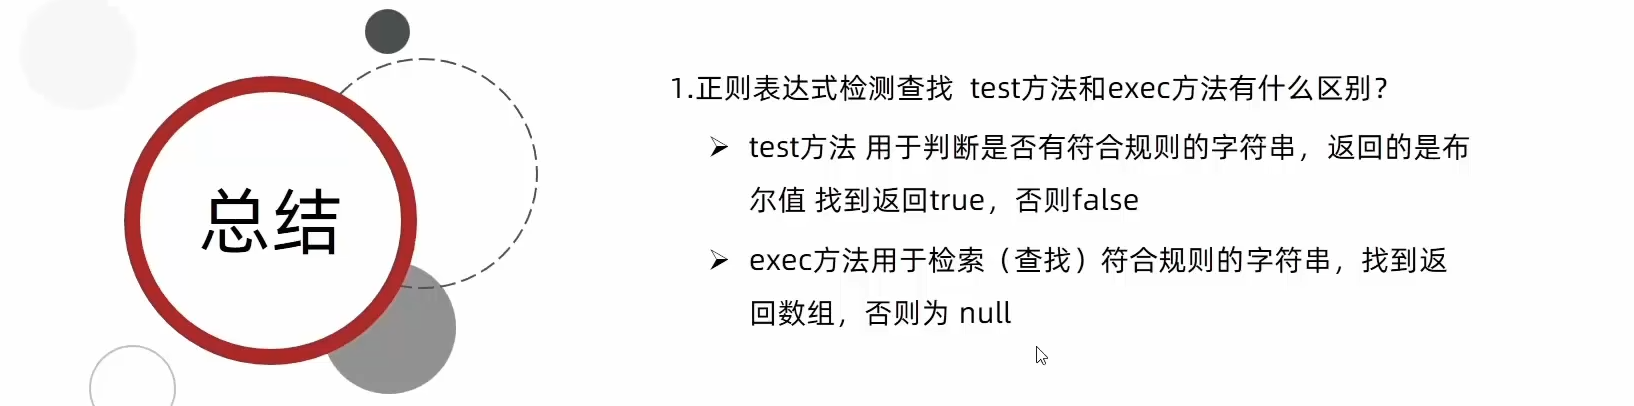 总结
1.正则表达式检测查找 test方法和exec方法有什么区别？
test方法 用于判断是否有符合规则的字符串，返回的是布
尔值 找到返回true，否则false
exec方法用于检索（查找）符合规则的字符串，找到返
回数组，否则为 null